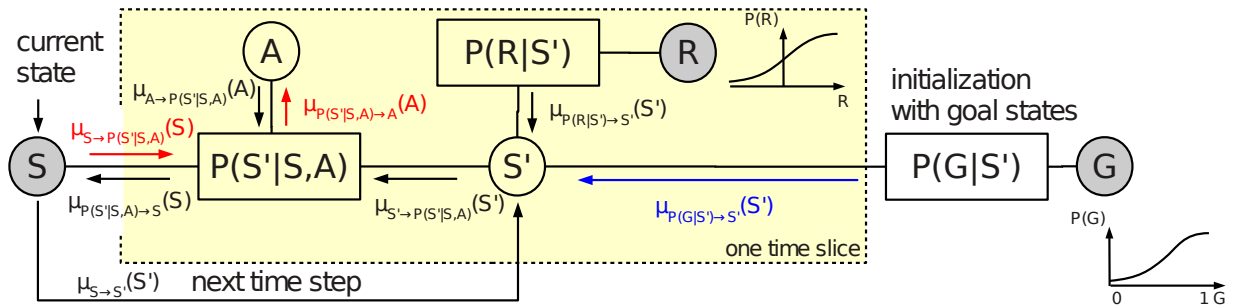 current
state
A
P(R|S')
R
P(R)
R
μA→P(S'|S,A)(A)
μP(S'|S,A)→A(A)
μP(R|S')→S'(S')
initialization
with goal states
μS→P(S'|S,A)(S)
S
P(S'|S,A)
S'
P(G|S')
G
μP(S'|S,A)→S(S)
μS'→P(S'|S,A)(S')
μP(G|S')→S'(S')
one time slice
P(G)
μS→S'(S')
next time step
0
1 G